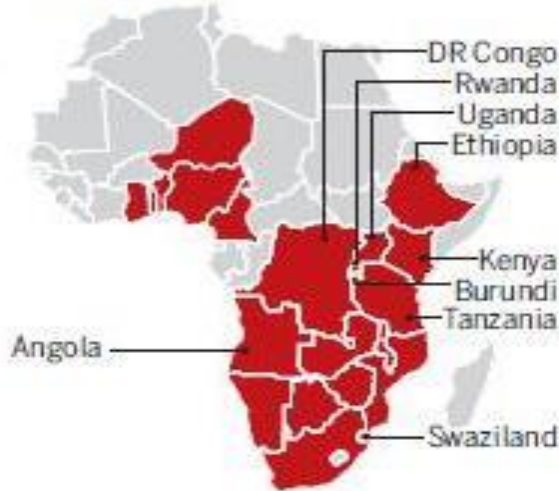 DR Congo
Rwanda
Uganda
Ethiopia
Kenya
Burundi
Tanzania
Angola
Swaziland